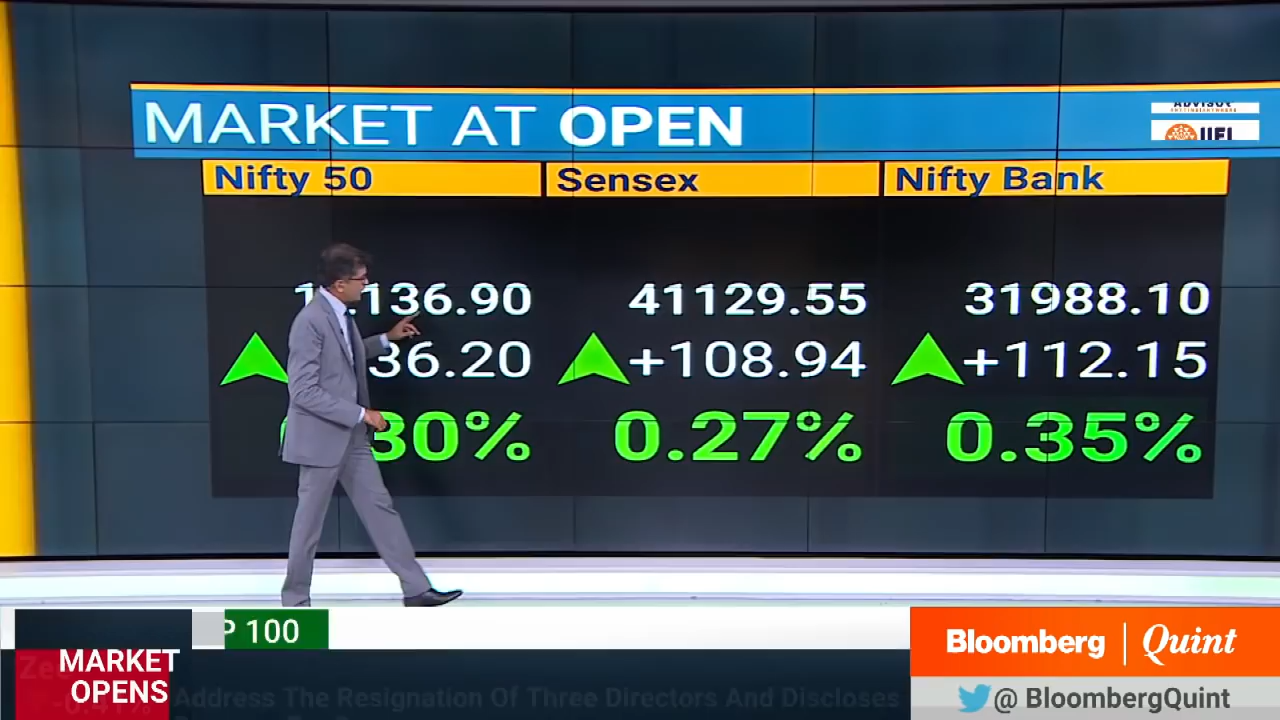 MARKET AT OPEN
ADVISOR
IIFL
Nifty 50
Sensex
Nifty Bank
136.90
41129.55
31988.10
36.20
+108.94
+112.15
30%
0.27%
0.35%
P 100
MARKET
OPENS
Address The Resignation Of Three Directors And Discloses
Bloomberg | Quint
@ BloombergQuint